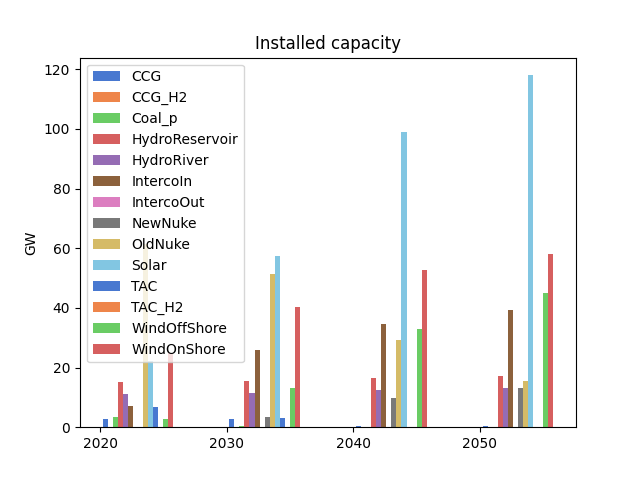 Installed capacity
GW
120
100
80
60
40
20
0
CCG
CCG_H2
Coal_p
HydroReservoir
HydroRiver
IntercoIn
IntercoOut
NewNuke
OldNuke
Solar
TAC
TAC_H2
WindOffShore
WindOnShore
2020 2030 2040 2050